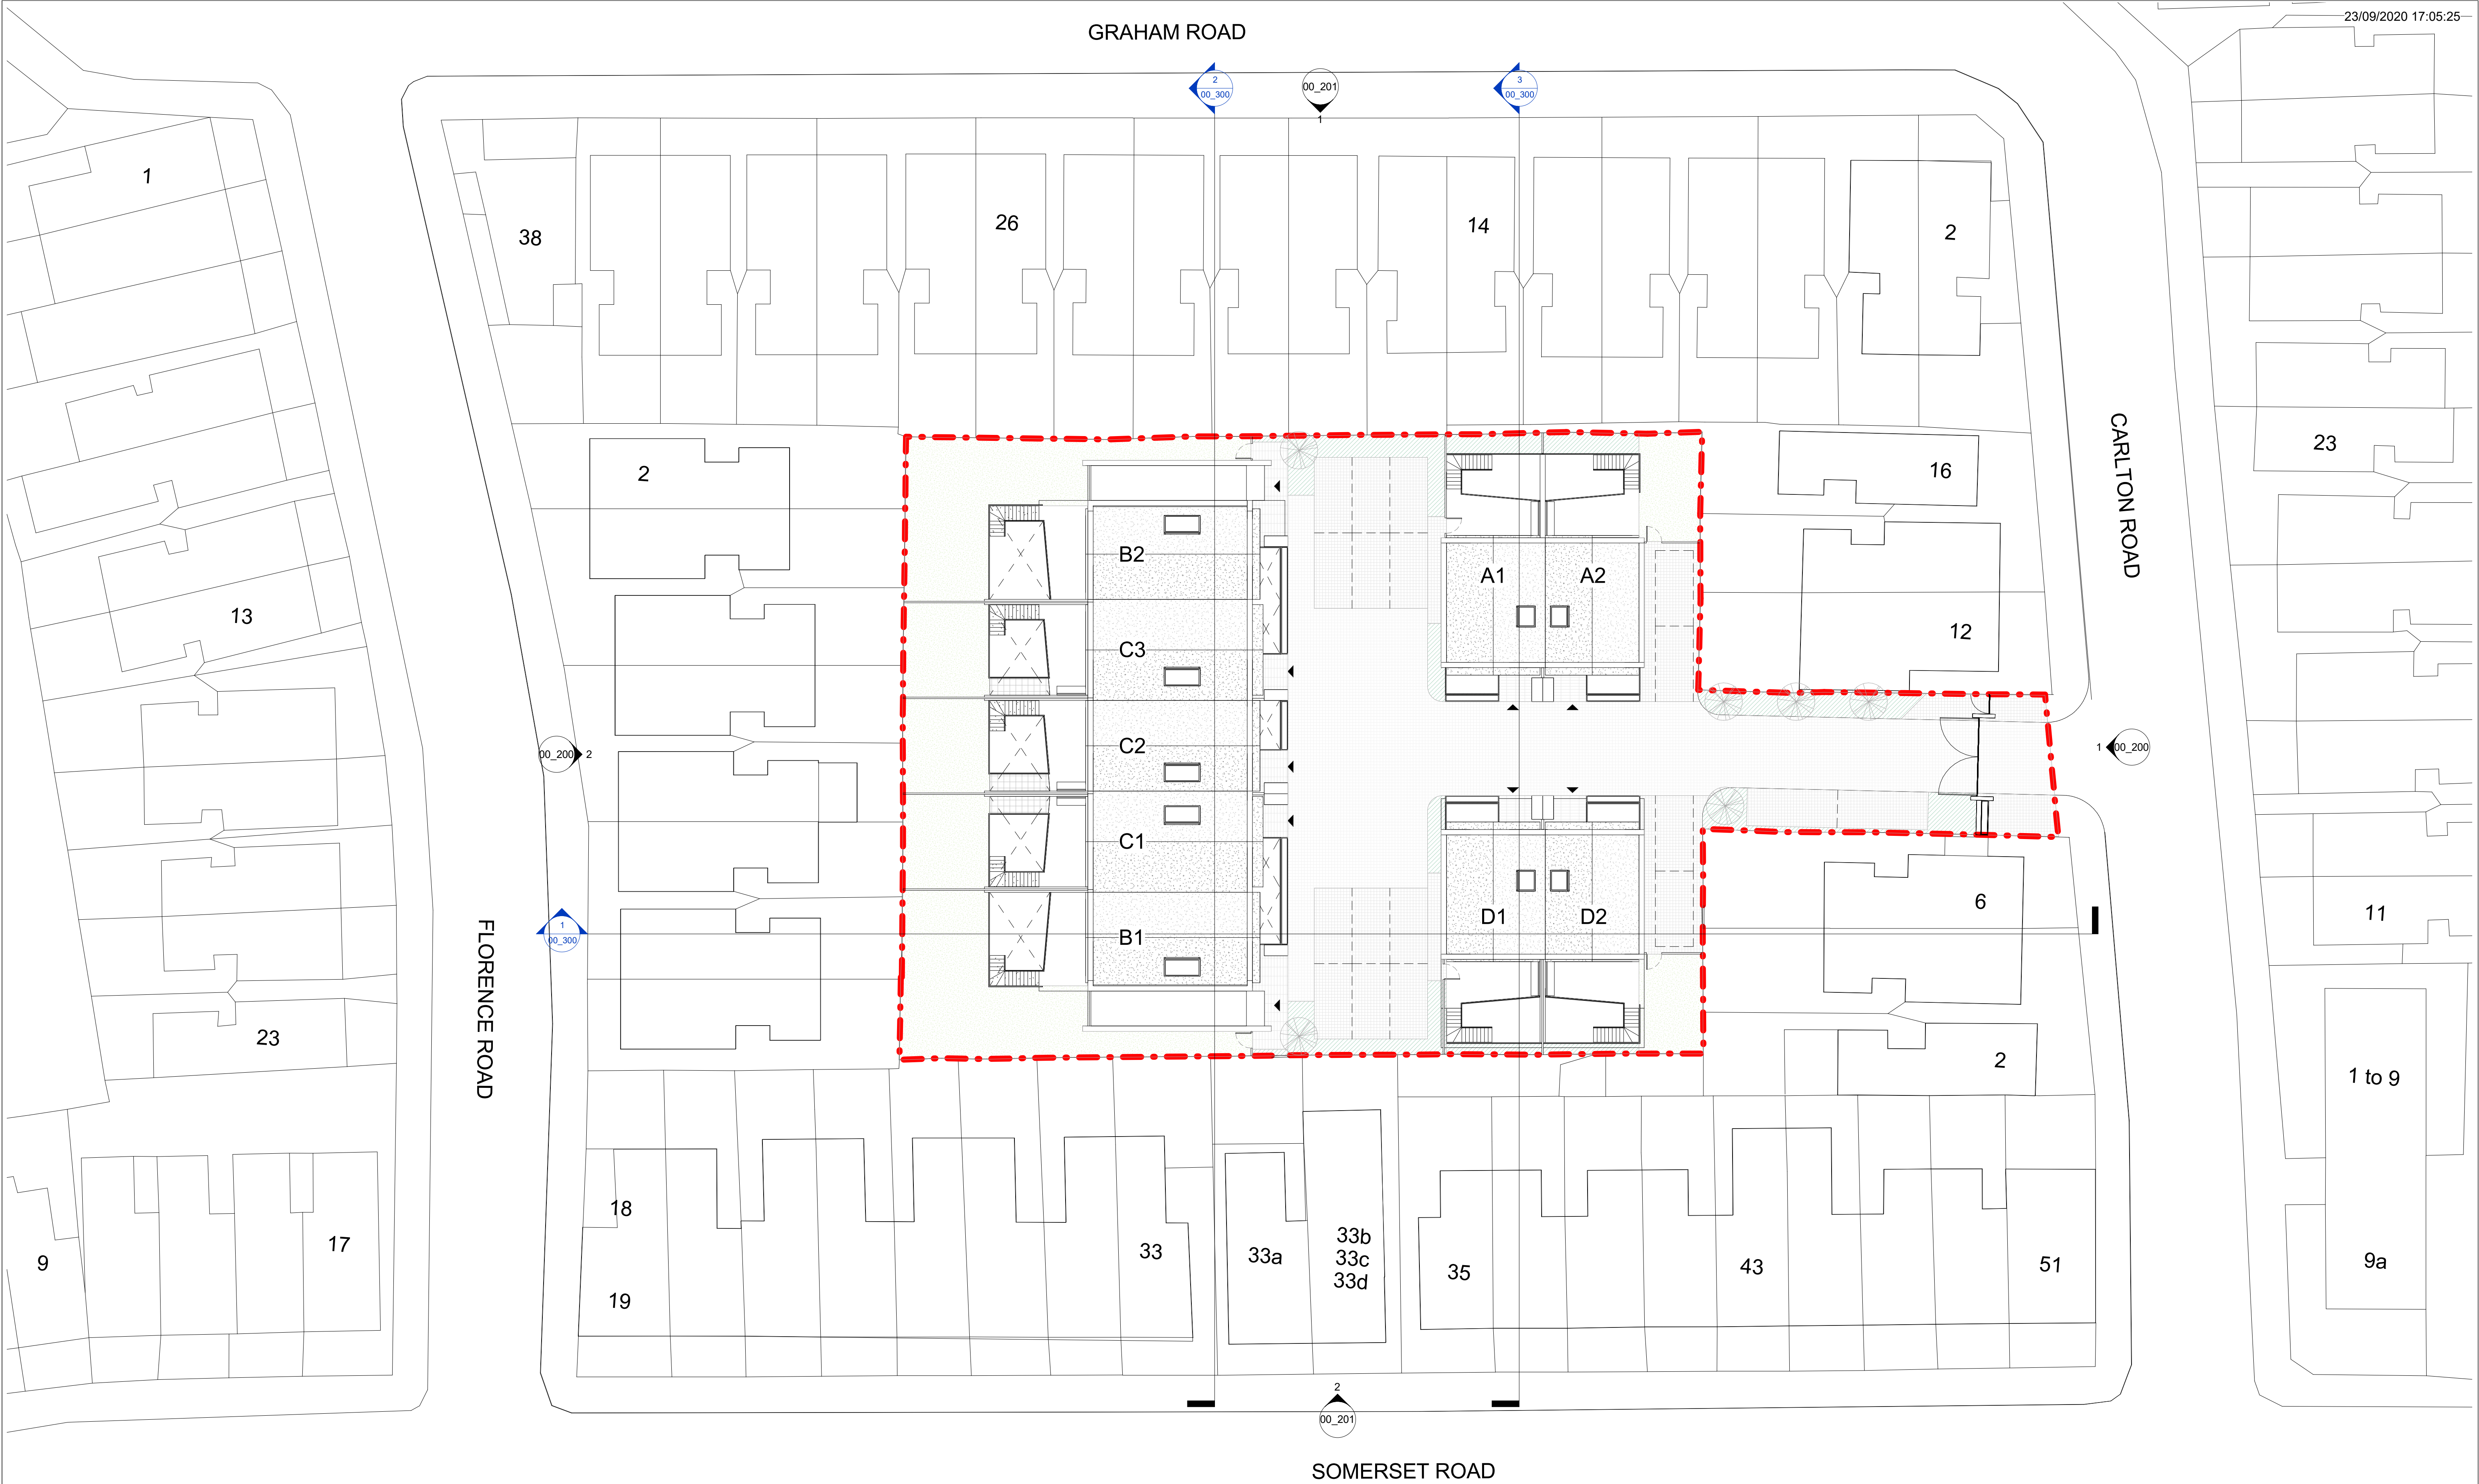 23/09/2020 17:05:25
GRAHAM ROAD
2
00_300
00_201
1
3
00_300
1
38
26
14
2
2
16
23
CARLTON ROAD
13
12
B2
A1
A2
C3
C2
C1
B1
D1
D2
00_200
2
1
00_200
6
11
1
00_300
FLORENCE ROAD
23
2
1 to 9
18
19
9
17
33
33a
33b
33c
33d
35
43
51
9a
2
00_201
SOMERSET ROAD